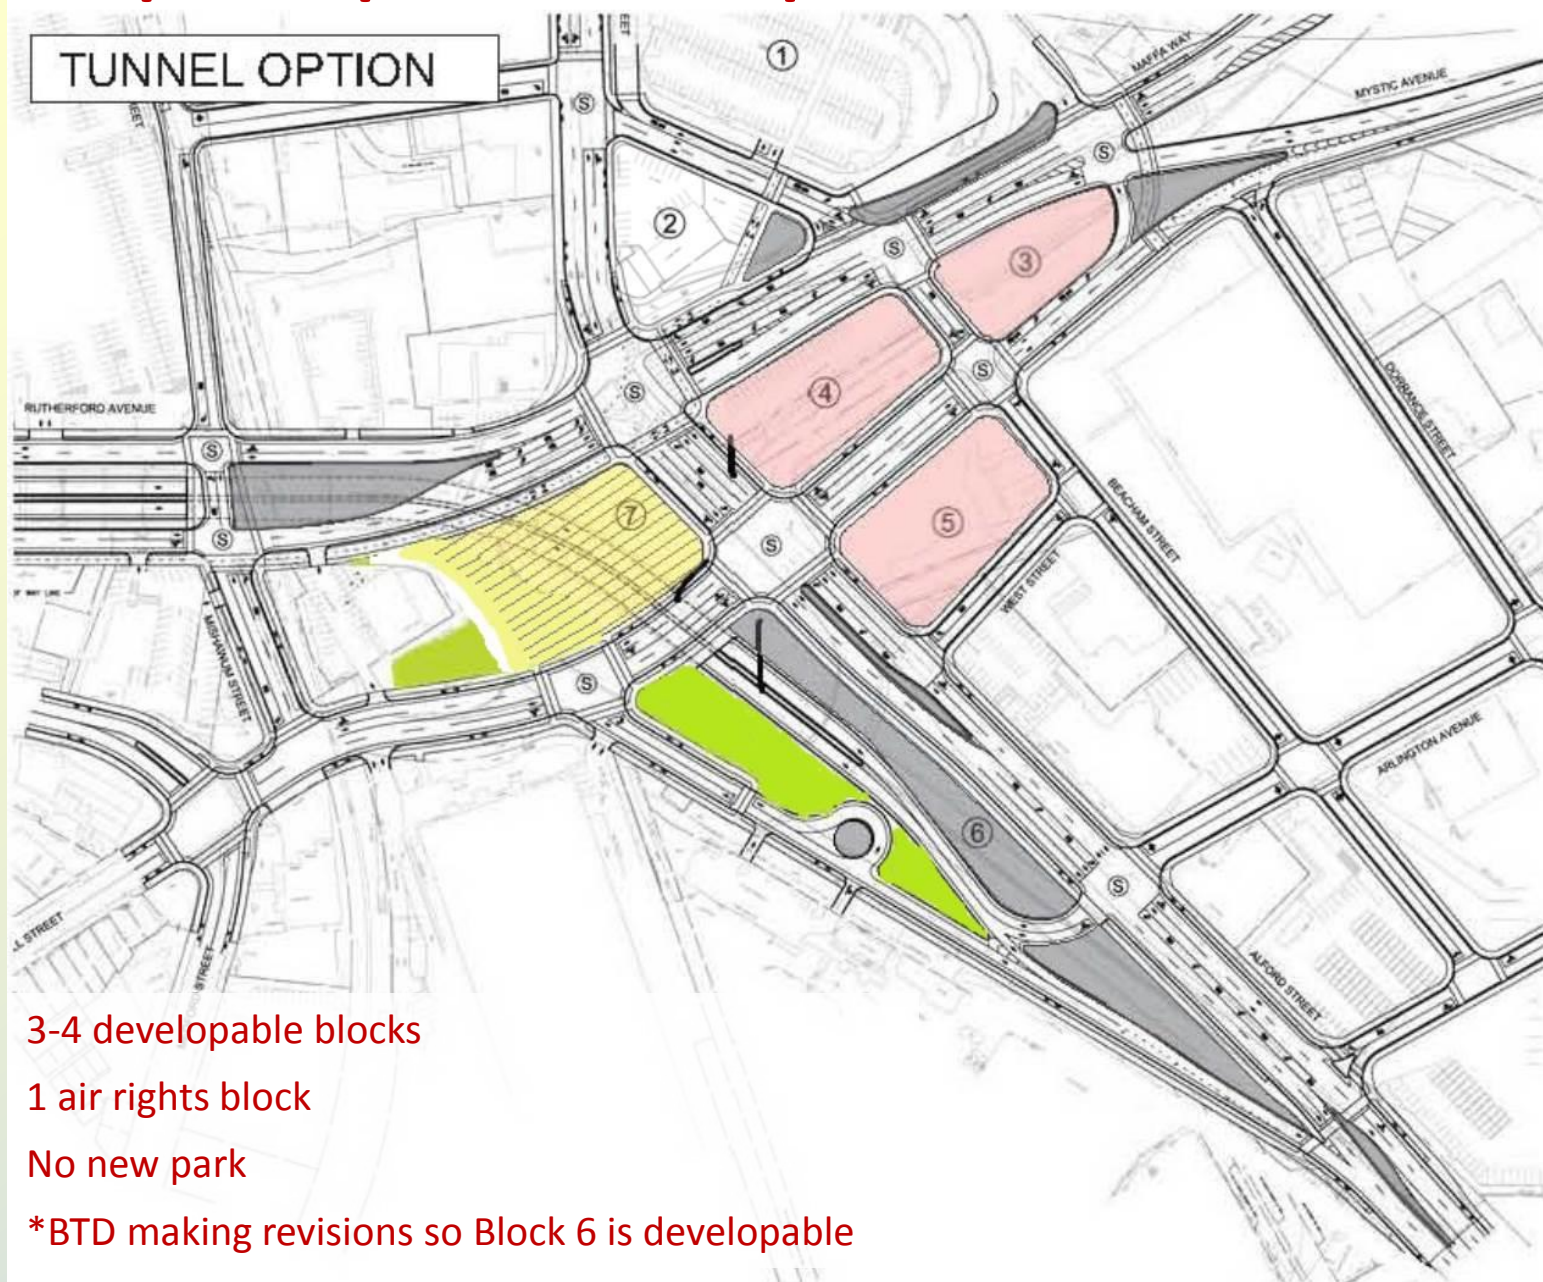 TUNNEL OPTION
①
MAFFA WAY
MYSTIC AVENUE
Ⓢ
Ⓢ
②
Ⓢ
③
Ⓢ
④
Ⓢ
DORRANCE STREET
RUTHERFORD AVENUE
Ⓢ
⑦
⑤
BEACHAM STREET
Ⓢ
Ⓢ
WEST STREET
MISHAWUM STREET
Ⓢ
ARLINGTON AVENUE
⑥
Ⓢ
ALFORD STREET
STREET
STREET
3-4 developable blocks
1 air rights block
No new park
*BTD making revisions so Block 6 is developable